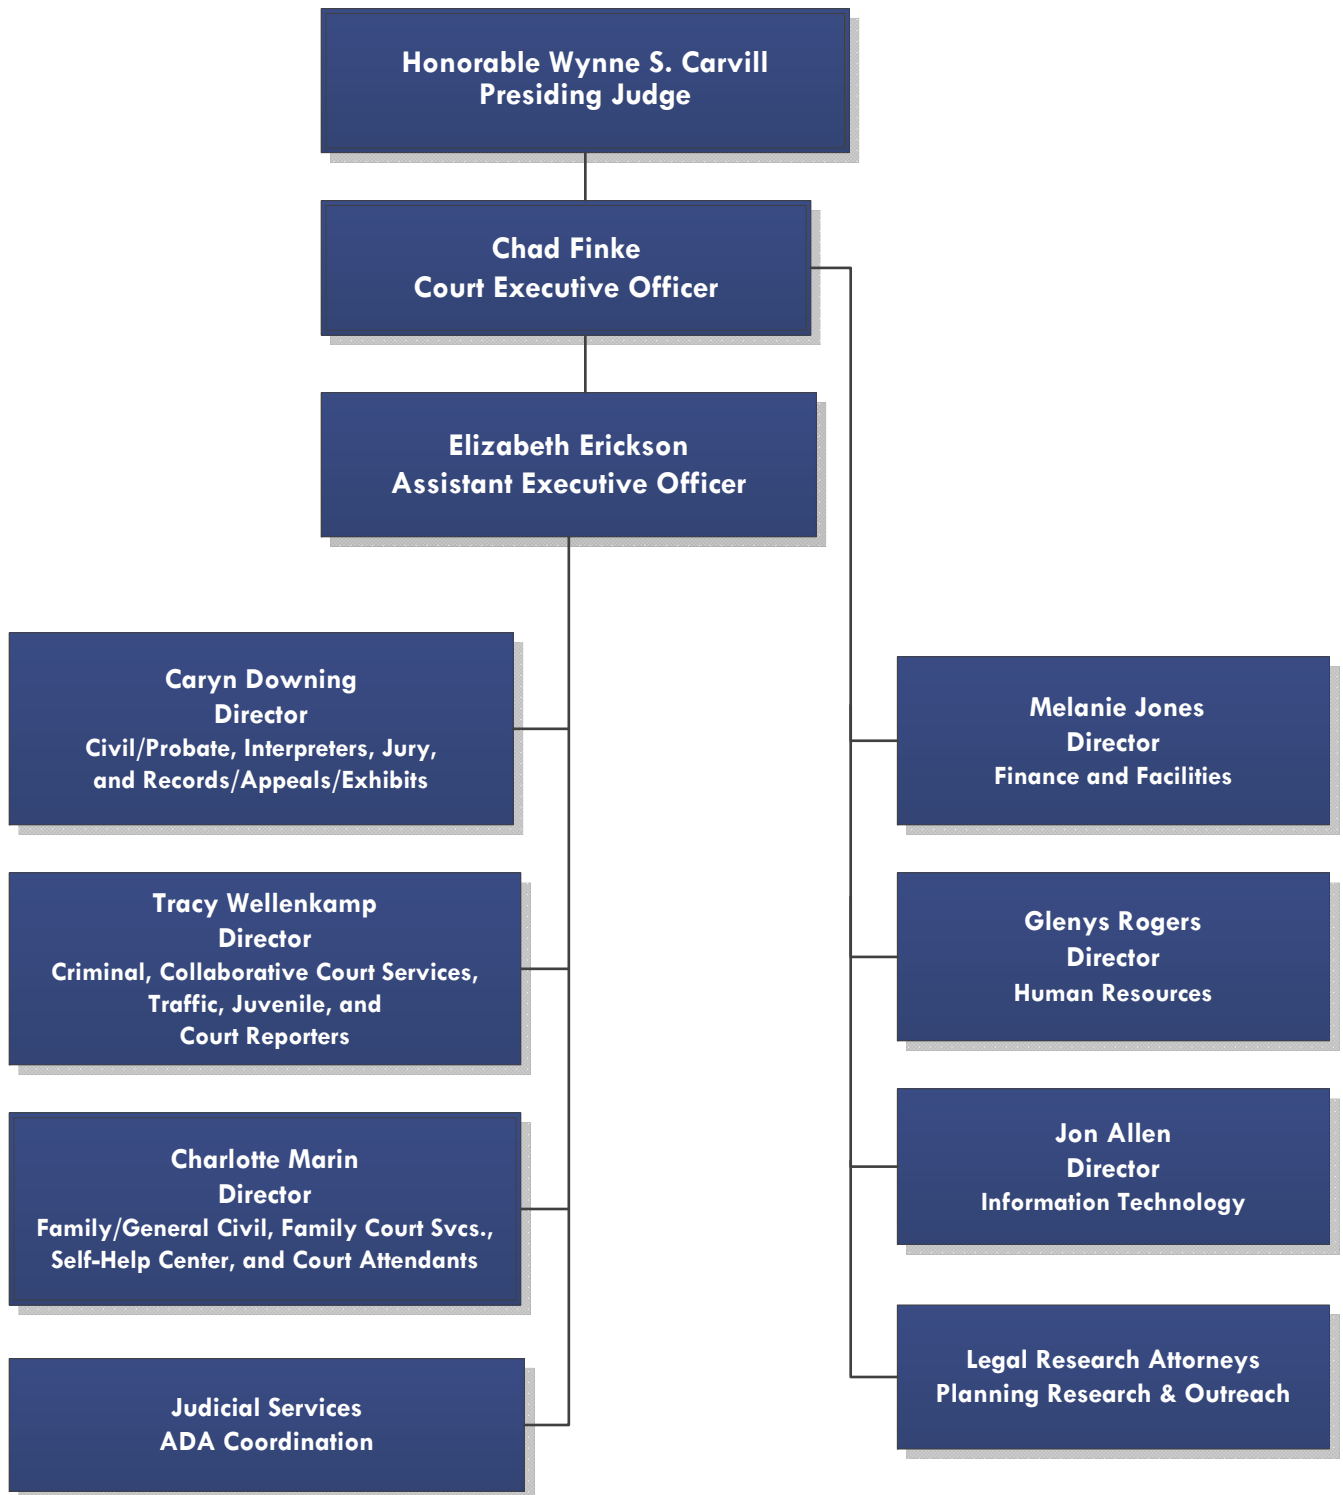 Honorable Wynne S. Carvill
Presiding Judge
Chad Finke
Court Executive Officer
Elizabeth Erickson
Assistant Executive Officer
Caryn Downing
Director
Civil/Probate, Interpreters, Jury,
and Records/Appeals/Exhibits
Tracy Wellenkamp
Director
Criminal, Collaborative Court Services,
Traffic, Juvenile, and
Court Reporters
Charlotte Marin
Director
Family/General Civil, Family Court Svcs.,
Self-Help Center, and Court Attendants
Judicial Services
ADA Coordination
Melanie Jones
Director
Finance and Facilities
Glenys Rogers
Director
Human Resources
Jon Allen
Director
Information Technology
Legal Research Attorneys
Planning Research & Outreach